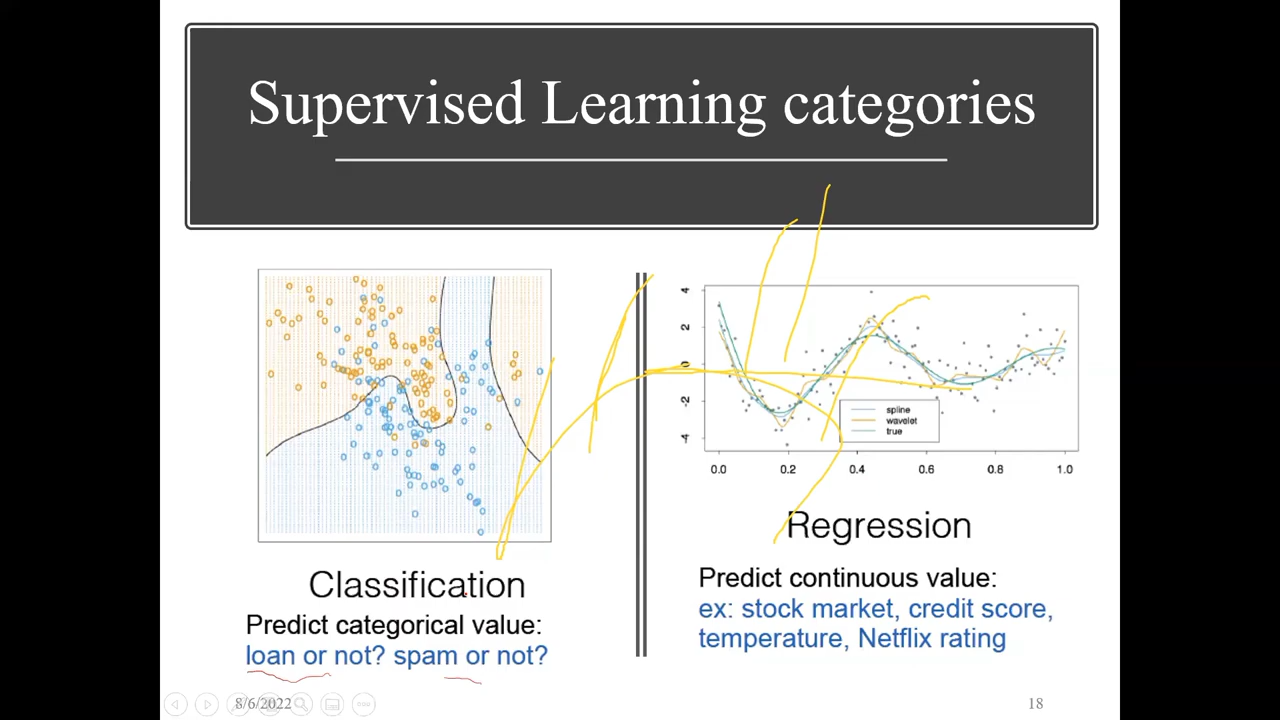 Supervised Learning categories
4
2
0
-2
-4
spline
wavelet
true
0.0 0.2 0.4 0.6 0.8 1.0
Classification
Predict categorical value:
loan or not? spam or not?
Regression
Predict continuous value:
ex: stock market, credit score,
temperature, Netflix rating
8/6/2022
18